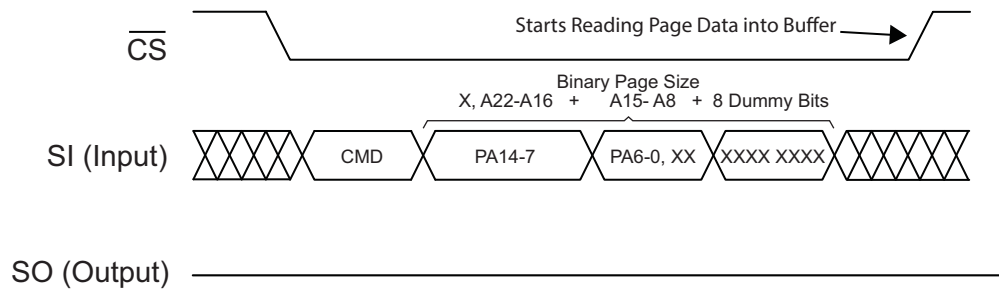 Starts Reading Page Data into Buffer
CS
Binary Page Size
X, A22-A16 + A15- A8 + 8 Dummy Bits
SI (Input)
CMD
PA14-7
PA6-0, XX
XXXX XXXX
SO (Output)